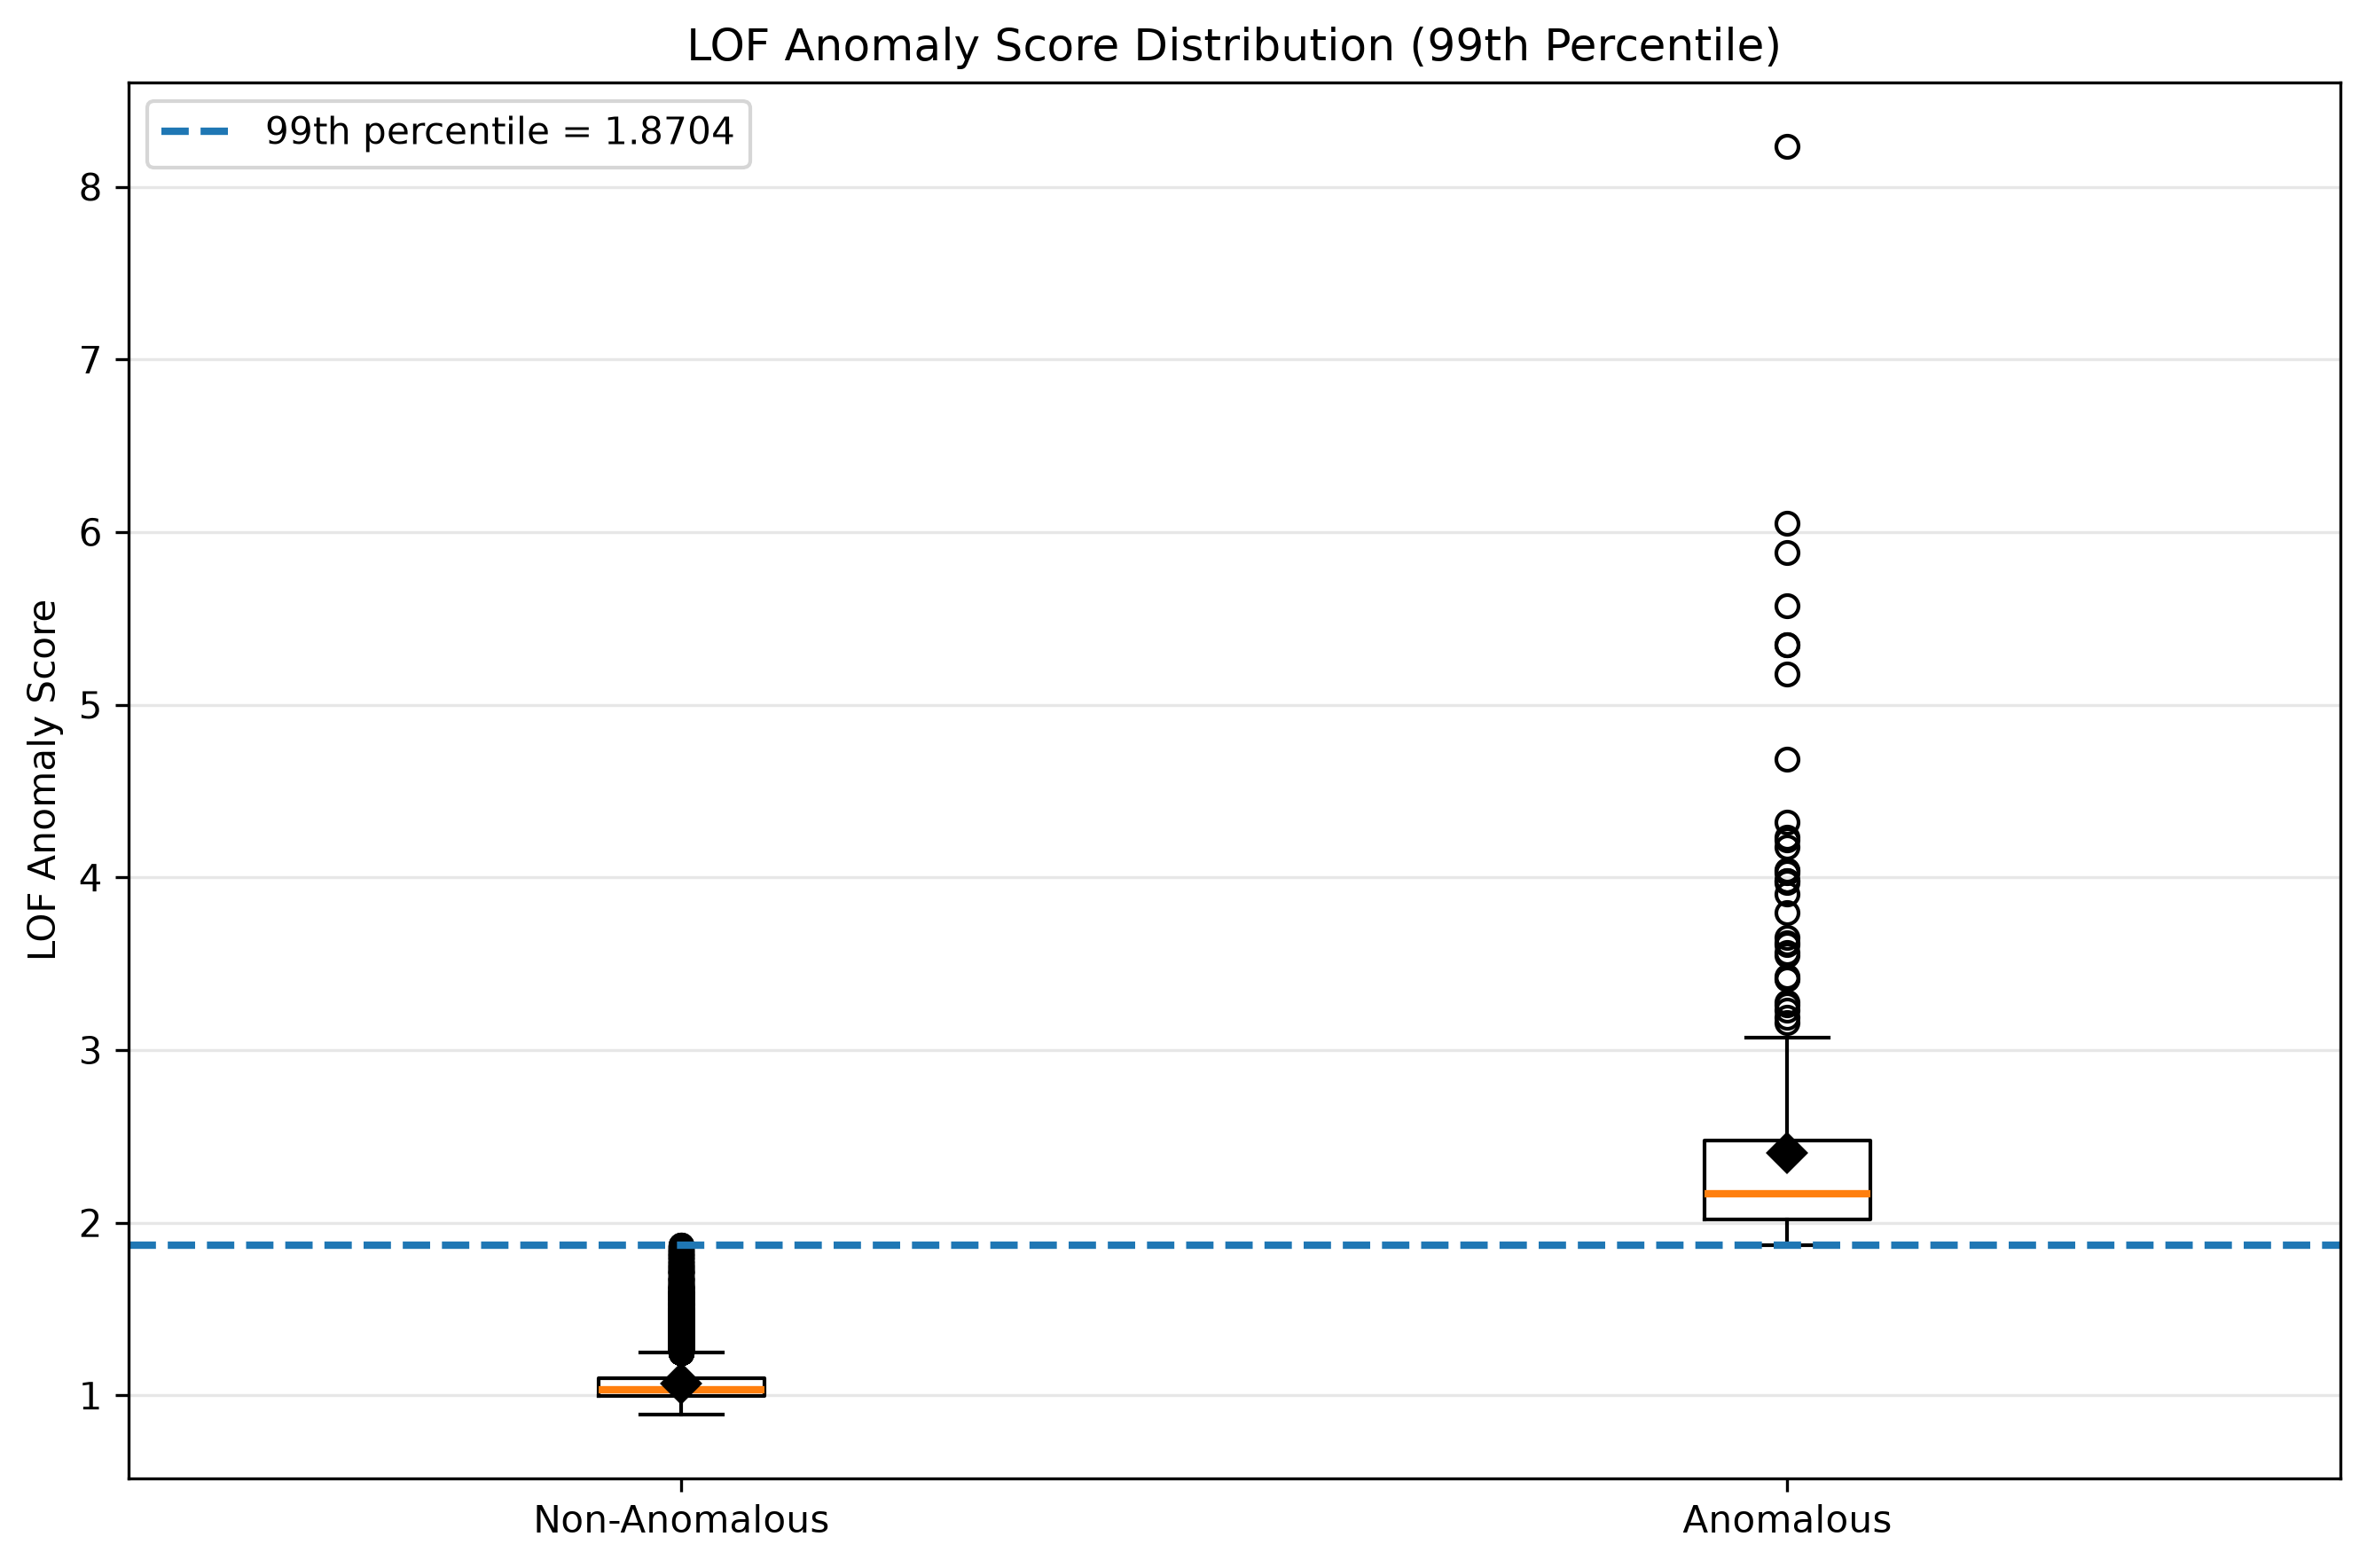 LOF Anomaly Score Distribution (99th Percentile)
99th percentile = 1.8704
8
7
6
5
4
3
2
1
LOF Anomaly Score
Non-Anomalous
Anomalous